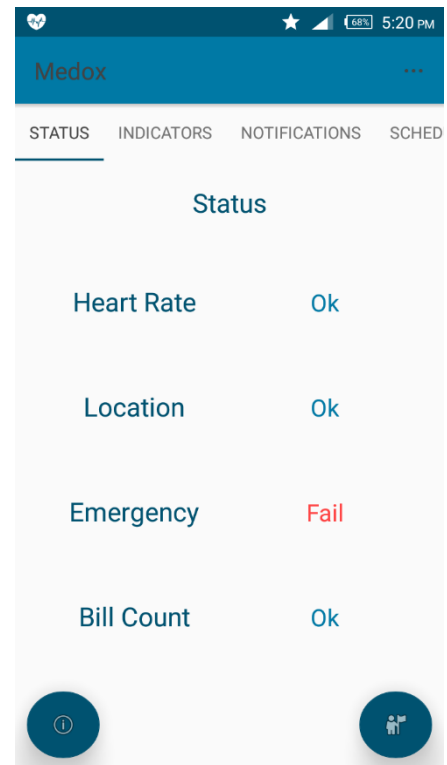 68% 5:20 PM
Medox ...
STATUS INDICATORS NOTIFICATIONS SCHED
Status
Heart Rate Ok
Location Ok
Emergency Fail
Bill Count Ok